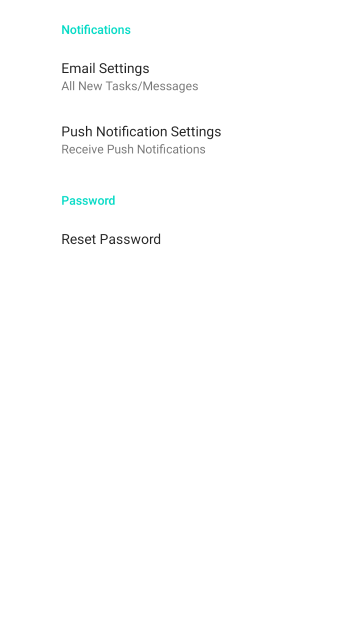 Notifications
Email Settings
All New Tasks/Messages
Push Notification Settings
Receive Push Notifications
Password
Reset Password